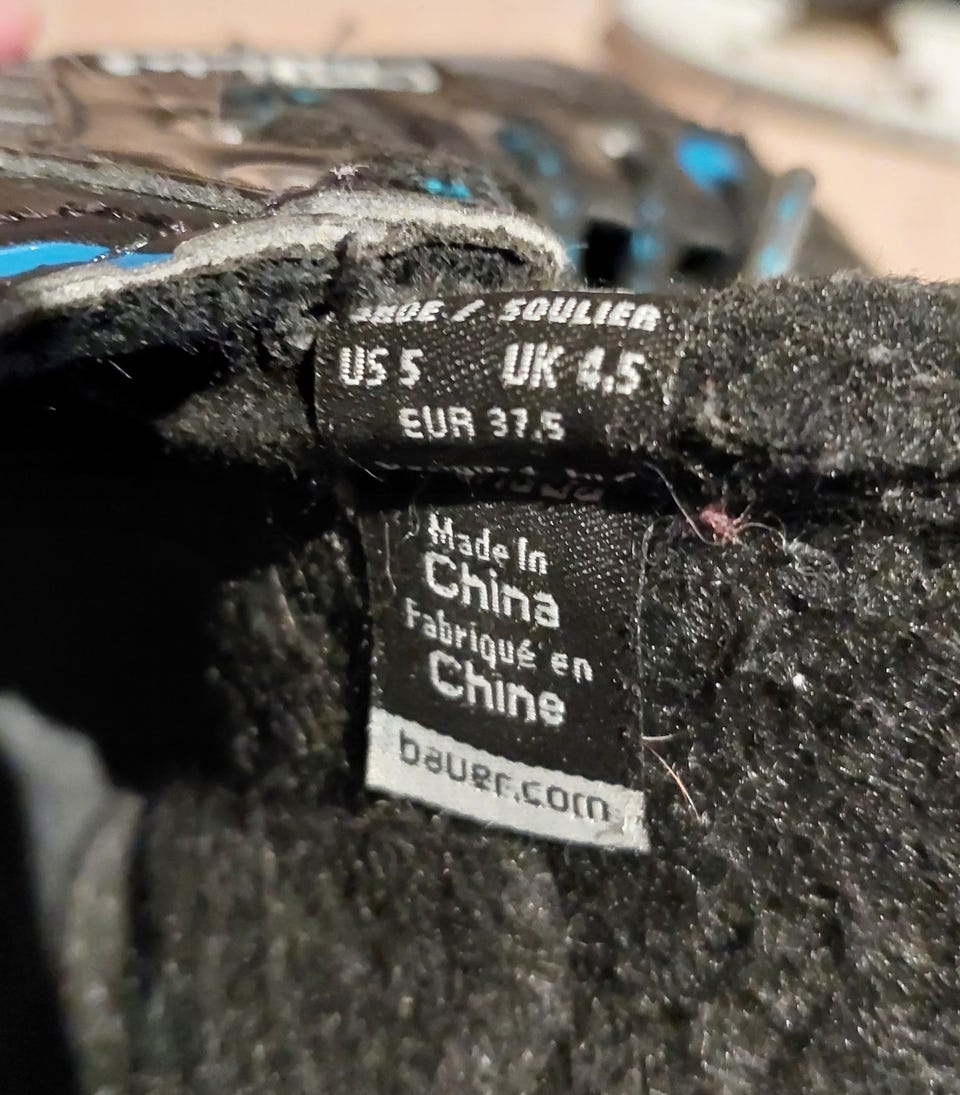 SHOE / SOULIER
US 5 UK 4.5
EUR 37.5
Made In
China
Fabriqué en
Chine
bauer.com